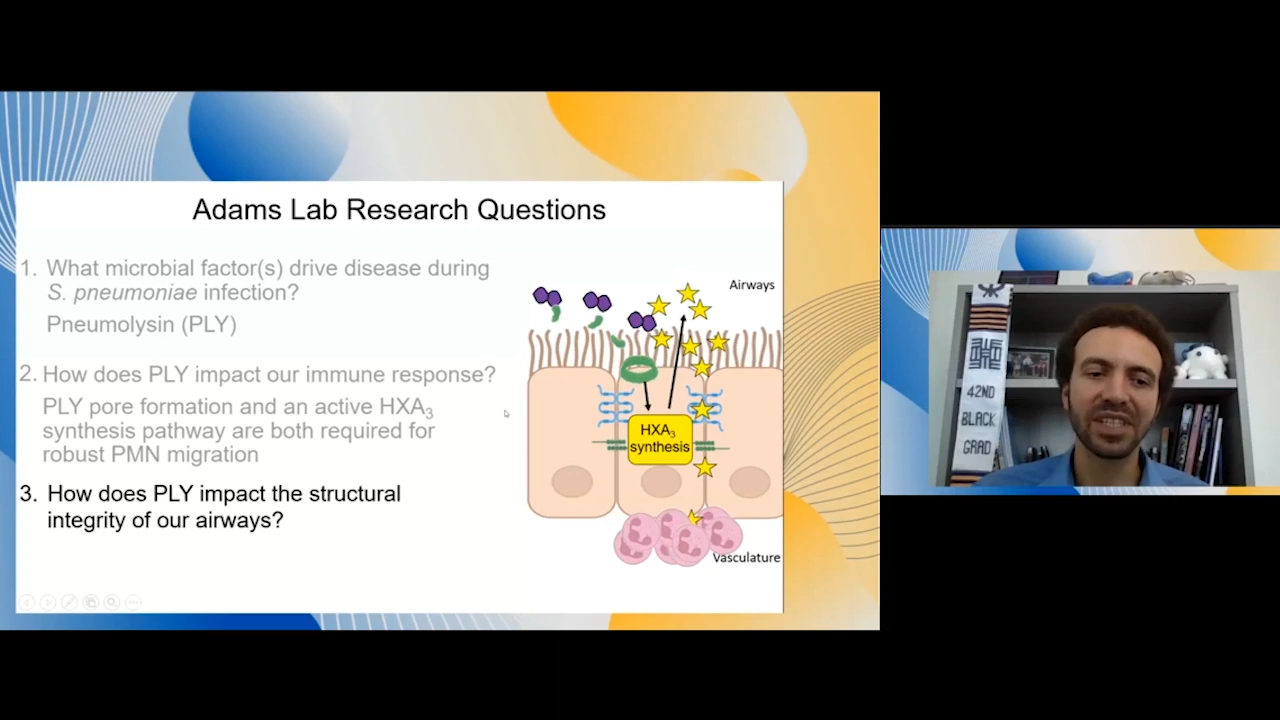 Adams Lab Research Questions
1. What microbial factor(s) drive disease during
S. pneumoniae infection?
Pneumolysin (PLY)
2. How does PLY impact our immune response?
PLY pore formation and an active HXA₃
synthesis pathway are both required for
robust PMN migration
3. How does PLY impact the structural
integrity of our airways?
Airways
HXA₃
synthesis
Vasculature
42ND
BLACK
GRAD